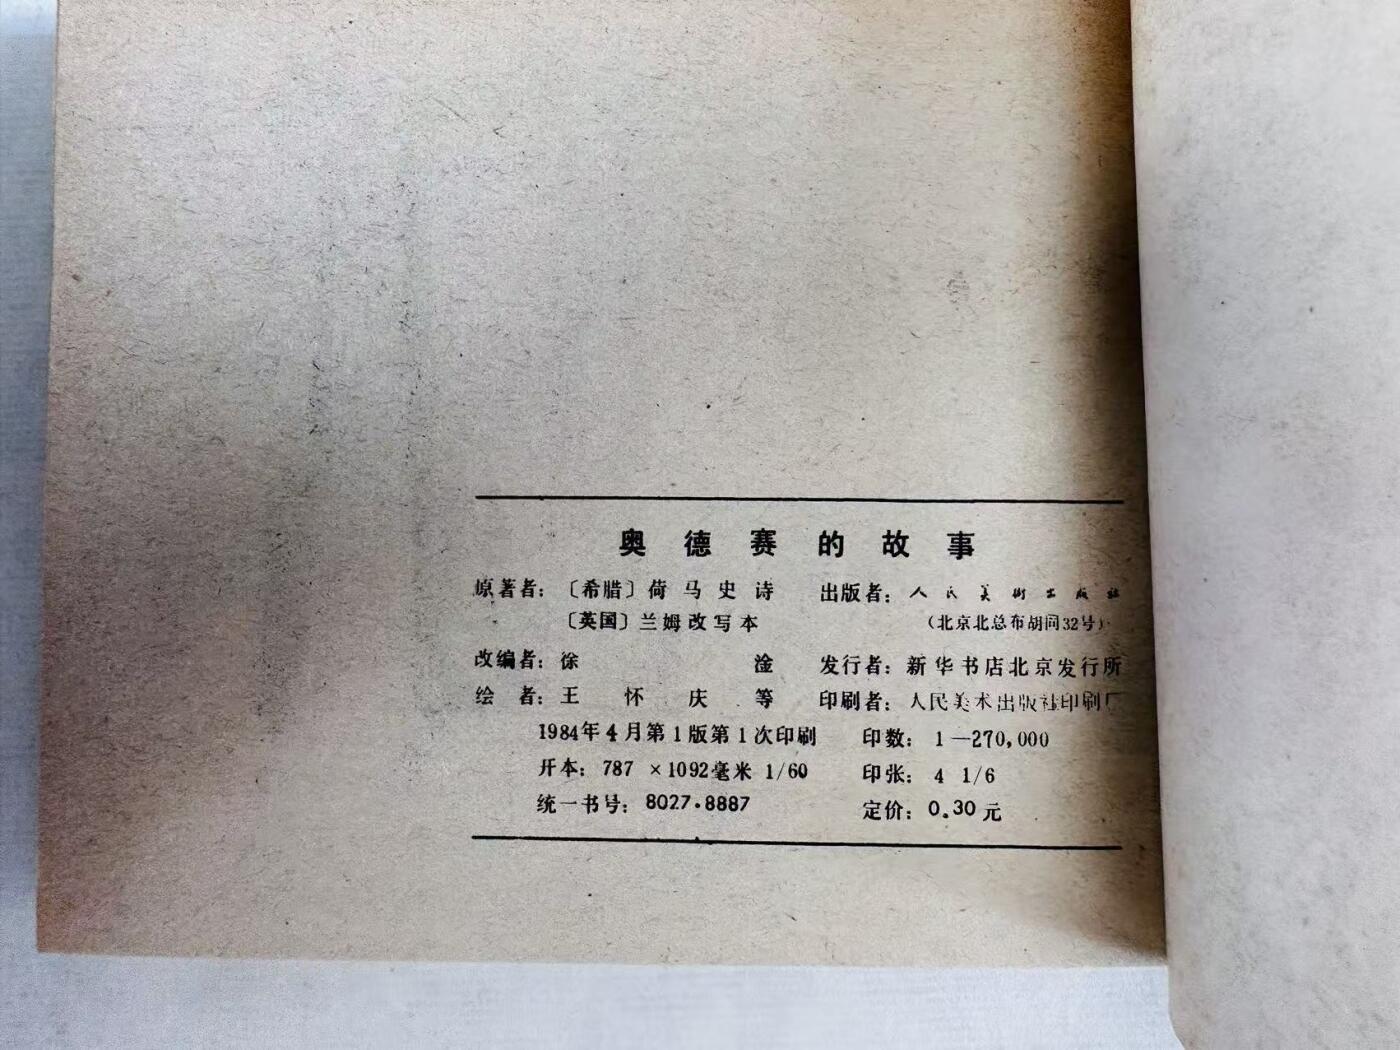 奥德赛的故事
原著者：〔希腊〕荷马史诗
〔英国〕兰姆改写本
改编者：徐淦
绘者：王怀庆等
出版者：人民美術出版社
（北京北总布胡同32号）
发行者：新华书店北京发行所
印刷者：人民美术出版社印刷厂
1984年4月第1版第1次印刷
开本：787×1092毫米 1/60
统一书号：8027·8887
印数：1—270,000
印张：4 1/6
定价：0.30元